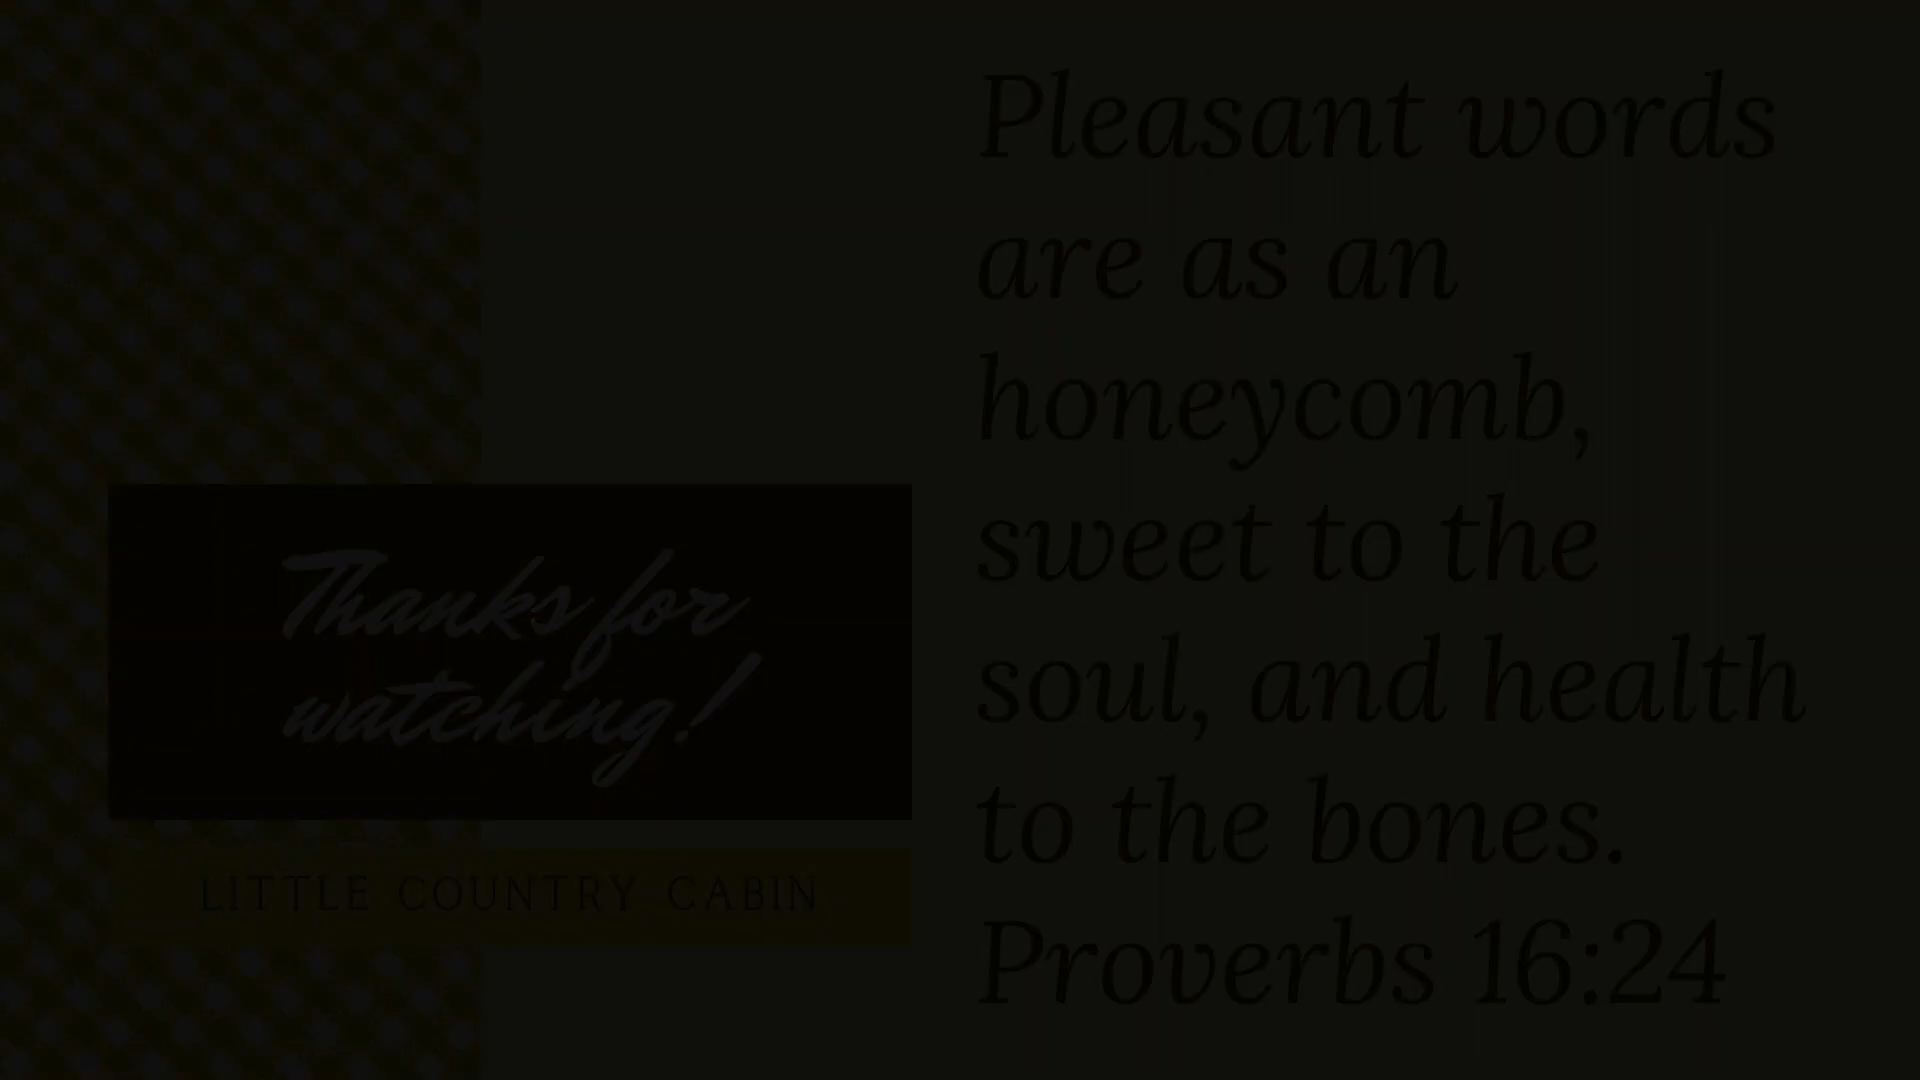 Thanks for
watching!
LITTLE COUNTRY CABIN
Pleasant words
are as an
honeycomb,
sweet to the
soul, and health
to the bones.
Proverbs 16:24